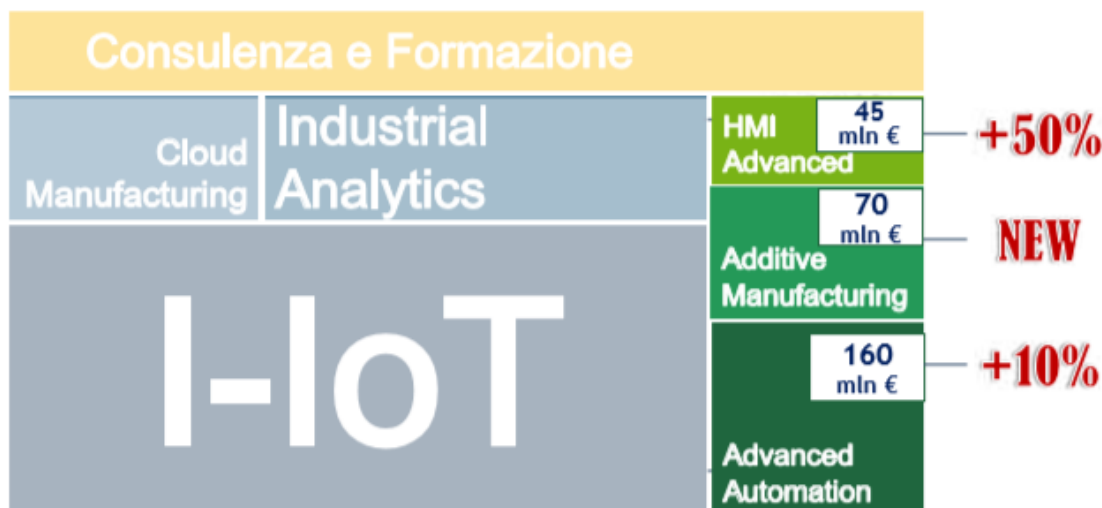 Consulenza e Formazione
Cloud
Manufacturing
Industrial
Analytics
I-IoT
HMI
Advanced
45
mln €
+50%
70
mln €
NEW
Additive
Manufacturing
160
mln €
+10%
Advanced
Automation